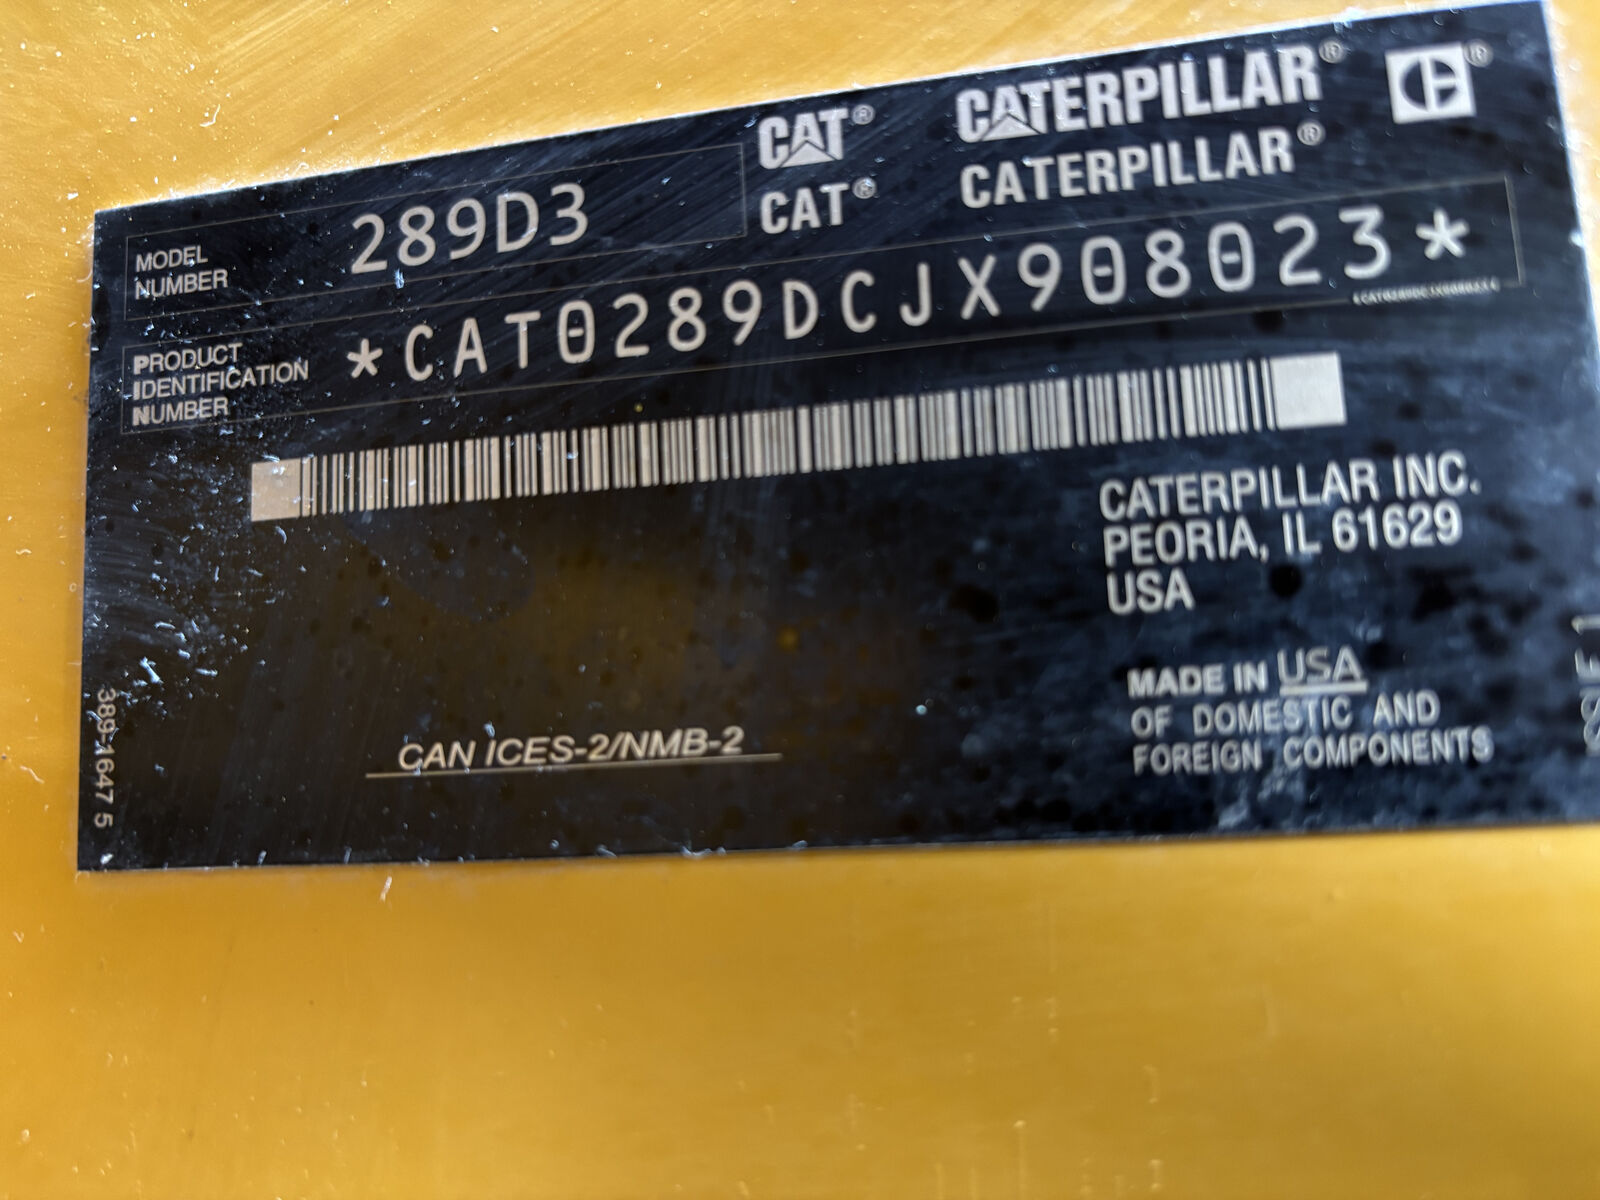 CAT® CATERPILLAR®
CAT® CATERPILLAR®
MODEL NUMBER 289D3
PRODUCT IDENTIFICATION NUMBER *CAT0289DCJX908023*
CATERPILLAR INC.
PEORIA, IL 61629
USA
MADE IN USA
OF DOMESTIC AND
FOREIGN COMPONENTS
CAN ICES-2/NMB-2
389-1647 5